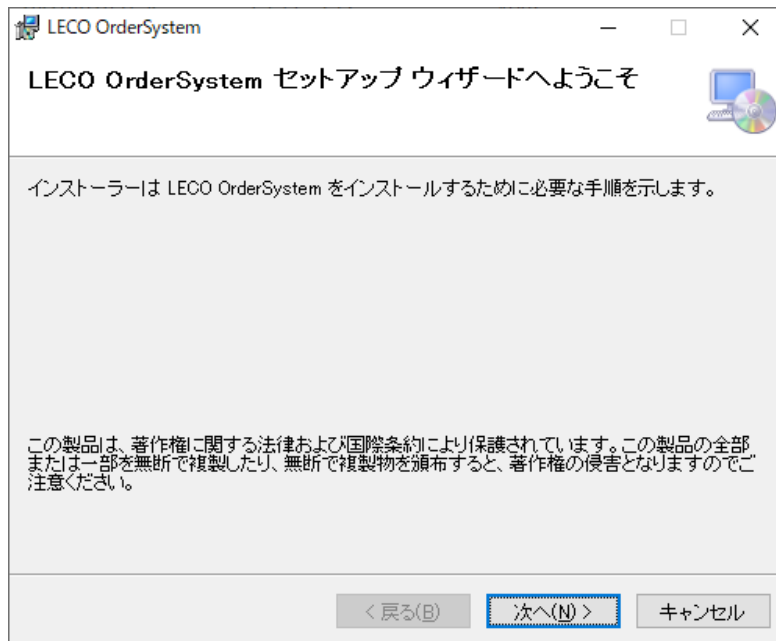 LECO OrderSystem
LECO OrderSystem セットアップ ウィザードへようこそ
インストーラーは LECO OrderSystem をインストールするために必要な手順を示します。
この製品は、著作権に関する法律および国際条約により保護されています。この製品の全部
または一部を無断で複製したり、無断で複製物を頒布すると、著作権の侵害となりますのでご
注意ください。
< 戻る(B)
次へ(N) >
キャンセル